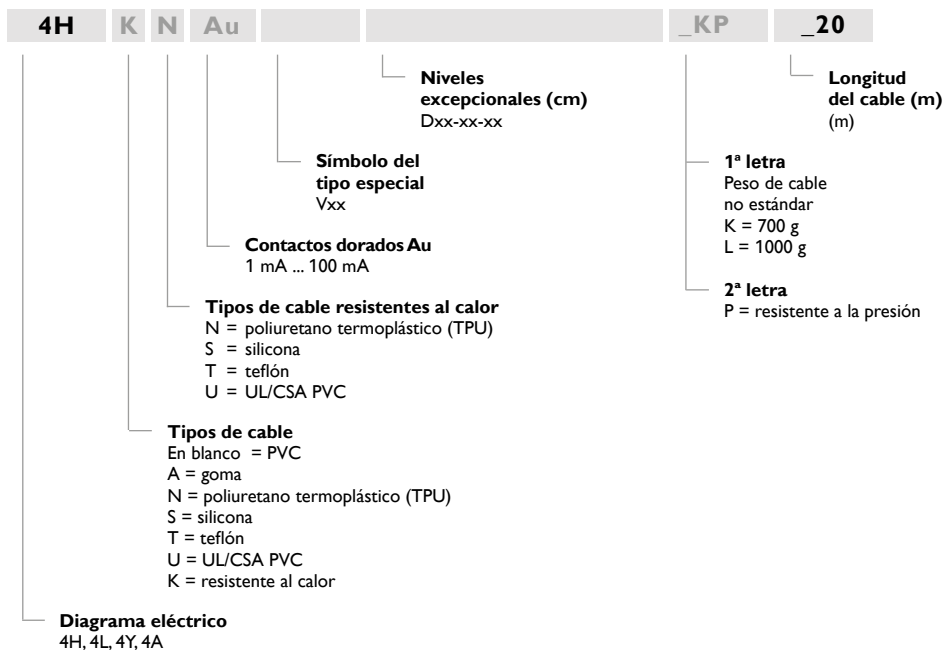 4H K N Au _KP _20
Niveles
excepcionales (cm)
Dxx-xx-xx
Longitud
del cable (m)
(m)
Símbolo del
tipo especial
Vxx
1ª letra
Peso de cable
no estándar
K = 700 g
L = 1000 g
Contactos dorados Au
1 mA ... 100 mA
2ª letra
P = resistente a la presión
Tipos de cable resistentes al calor
N = poliuretano termoplástico (TPU)
S = silicona
T = teflón
U = UL/CSA PVC
Tipos de cable
En blanco = PVC
A = goma
N = poliuretano termoplástico (TPU)
S = silicona
T = teflón
U = UL/CSA PVC
K = resistente al calor
Diagrama eléctrico
4H, 4L, 4Y, 4A